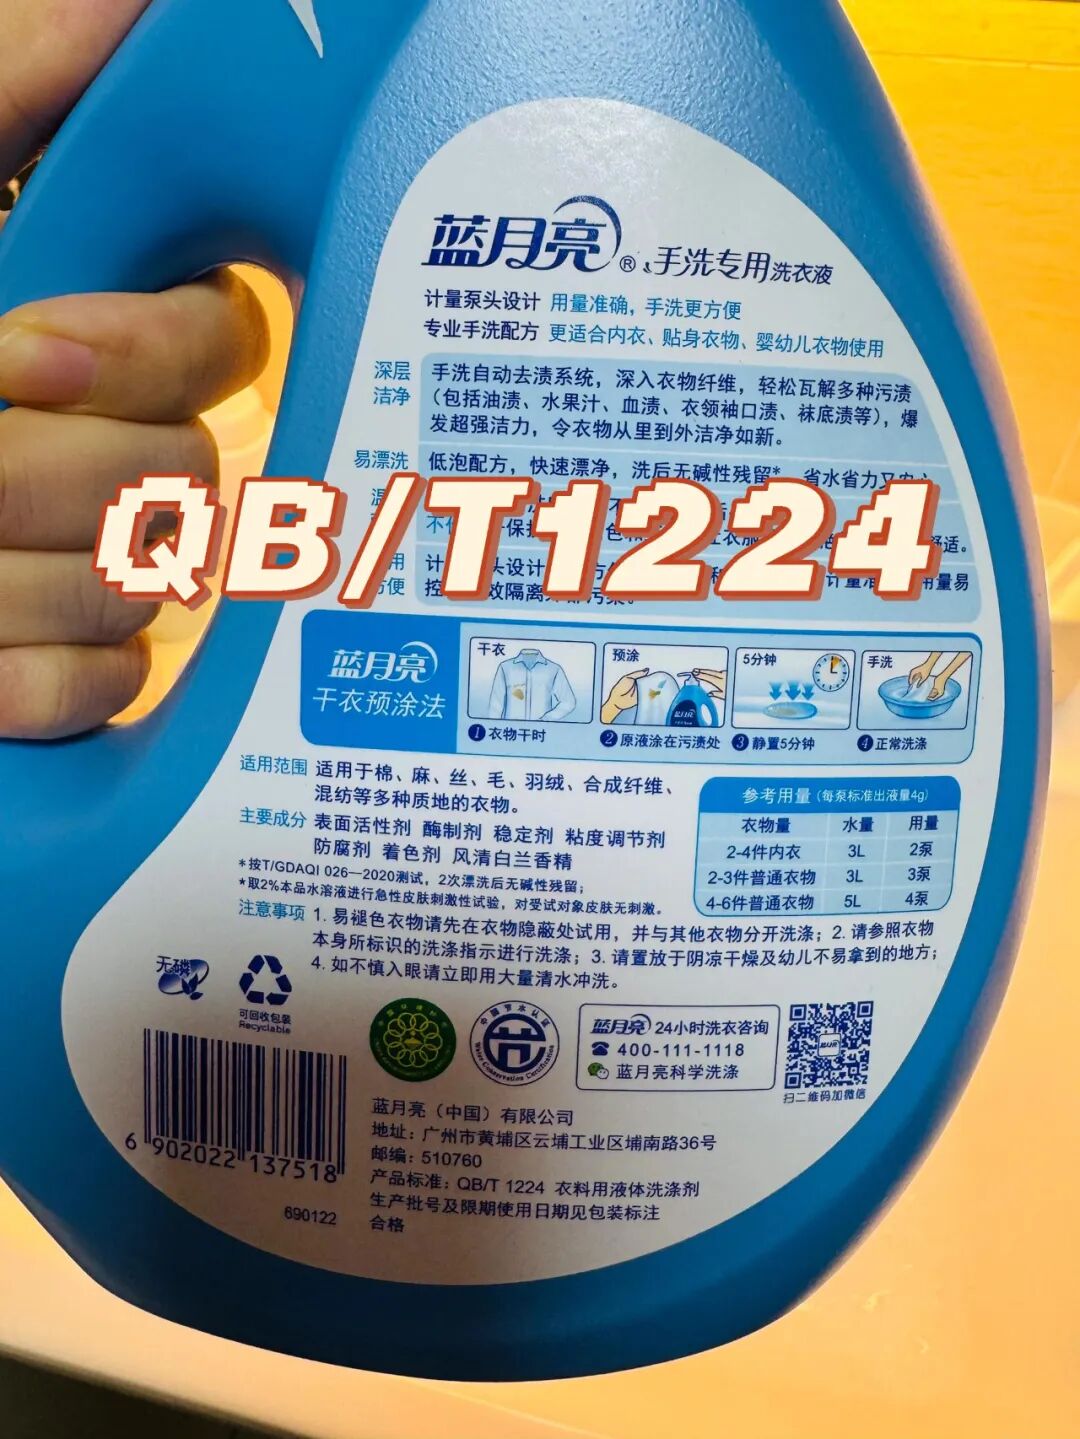 蓝月亮® 手洗专用洗衣液
计量泵头设计 用量准确，手洗更方便
专业手洗配方 更适合内衣、贴身衣物、婴幼儿衣物使用
深层洁净
手洗自动去渍系统，深入衣物纤维，轻松瓦解多种污渍
（包括油渍、水果汁、血渍、衣领袖口渍、袜底渍等），爆
发超强洁力，令衣物从里到外洁净如新。
易漂洗 低泡配方，快速漂净，洗后无碱性残留*，省水省力又安心
QB/T1224
蓝月亮
干衣预涂法
干衣
①衣物干时
预涂
蓝月亮
②原液涂在污渍处
5分钟
③静置5分钟
手洗
④正常洗涤
适用范围 适用于棉、麻、丝、毛、羽绒、合成纤维、
混纺等多种质地的衣物。
主要成分 表面活性剂 酶制剂 稳定剂 粘度调节剂
防腐剂 着色剂 风清白兰香精
参考用量（每泵标准出液量4g）
衣物量 水量 用量
2-4件内衣 3L 2泵
2-3件普通衣物 3L 3泵
4-6件普通衣物 5L 4泵
*按T/GDAQI 026—2020测试，2次漂洗后无碱性残留；
*取2%本品水溶液进行急性皮肤刺激性试验，对受试对象皮肤无刺激。
注意事项 1. 易褪色衣物请先在衣物隐蔽处试用，并与其他衣物分开洗涤；2. 请参照衣物
本身所标识的洗涤指示进行洗涤；3. 请置放于阴凉干燥及幼儿不易拿到的地方；
4. 如不慎入眼请立即用大量清水冲洗。
无磷
可回收包装
Recyclable
中国节水认证
Water Conservation Certification
蓝月亮 24小时洗衣咨询
400-111-1118
蓝月亮科学洗涤
蓝月亮
扫二维码加微信
6 902022 137518
690122
蓝月亮（中国）有限公司
地址：广州市黄埔区云埔工业区埔南路36号
邮编：510760
产品标准：QB/T 1224 衣料用液体洗涤剂
生产批号及限期使用日期见包装标注
合格